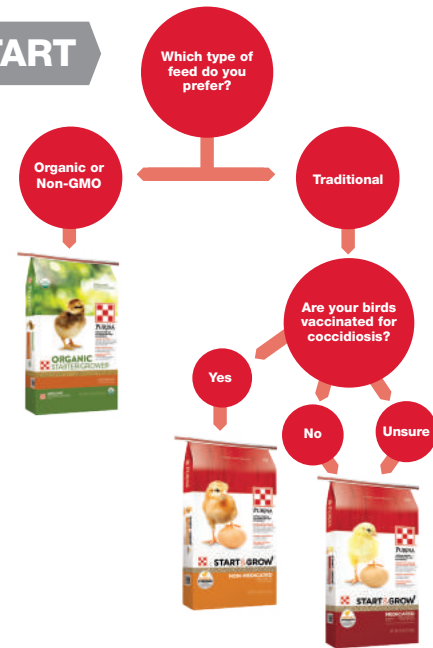 TART
Which type of
feed do you
prefer?
Organic or
Non-GMO
Traditional
Are your birds
vaccinated for
coccidiosis?
PURINA
ORGANIC
STARTER-GROWER
Yes
No
Unsure
PURINA
START & GROW
NON-MEDICATED
PURINA
START & GROW
MEDICATED